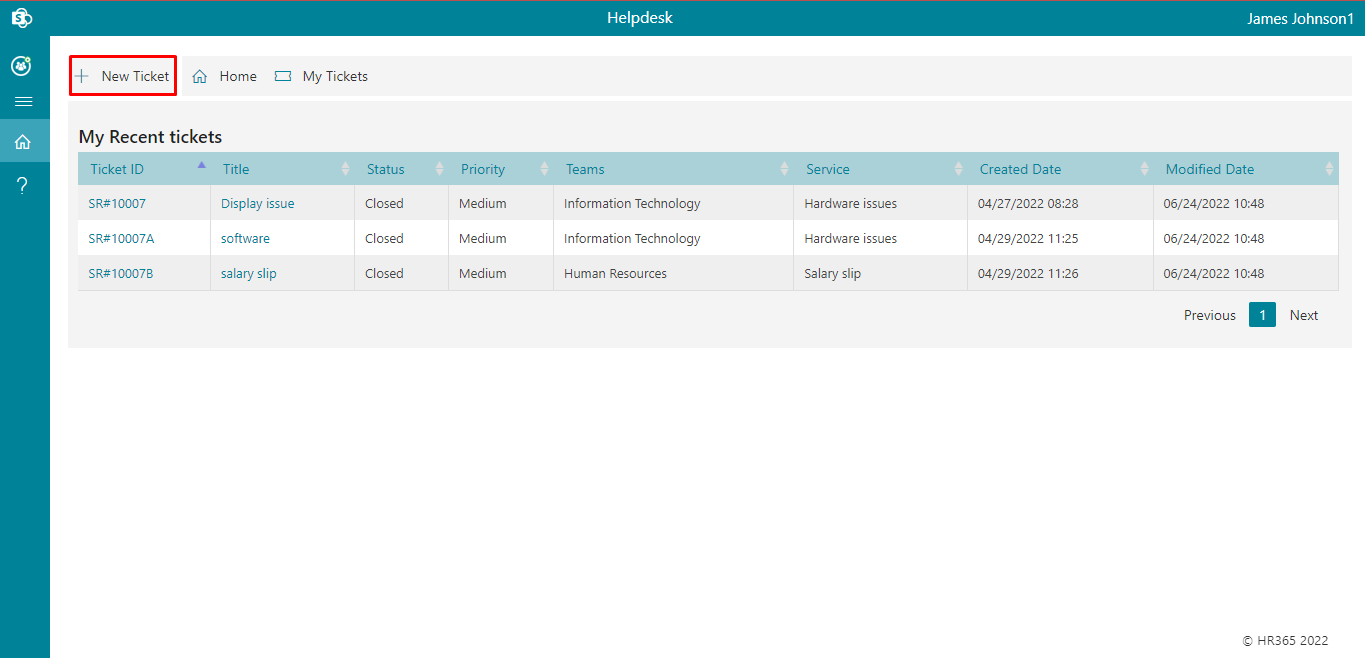 Helpdesk
James Johnson1
New Ticket Home My Tickets
My Recent tickets
Ticket ID Title Status Priority Teams Service Created Date Modified Date
SR#10007 Display issue Closed Medium Information Technology Hardware issues 04/27/2022 08:28 06/24/2022 10:48
SR#10007A software Closed Medium Information Technology Hardware issues 04/29/2022 11:25 06/24/2022 10:48
SR#10007B salary slip Closed Medium Human Resources Salary slip 04/29/2022 11:26 06/24/2022 10:48
Previous 1 Next
© HR365 2022